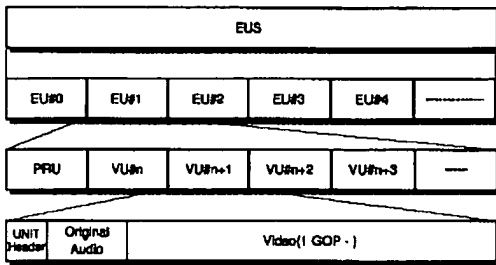 EUS
EU#0 EU#1 EU#2 EU#3 EU#4
PRU VU#n VU#n+1 VU#n+2 VU#n+3
UNIT Header Original Audio Video(1 GOP - )